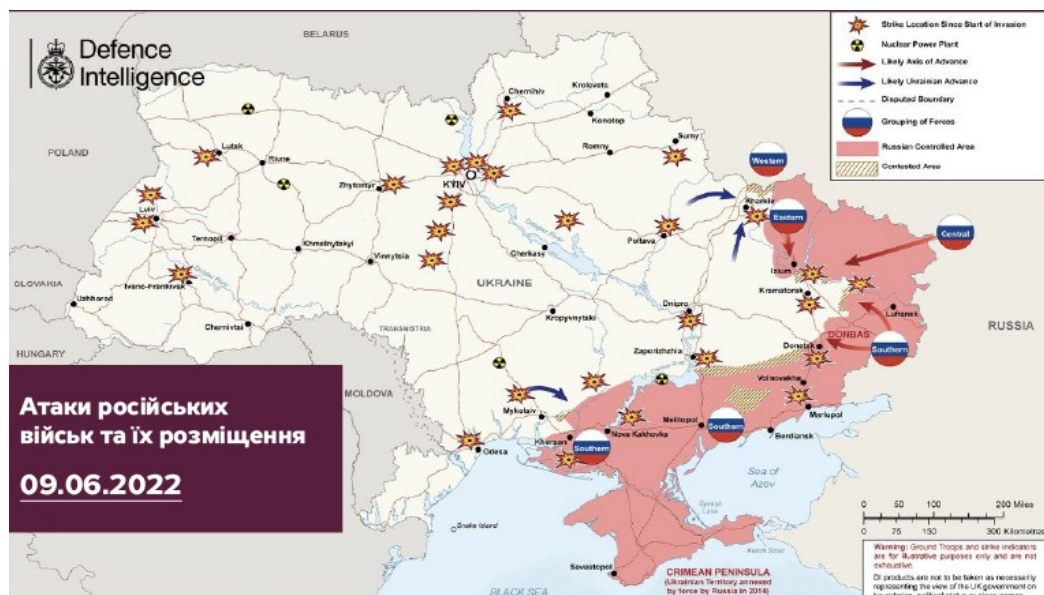 BELARUS
Defence
Intelligence
Strike Location Since Start of Invasion
Nuclear Power Plant
Likely Axis of Advance
Likely Ukrainian Advance
Disputed Boundary
Grouping of Forces
Russian Controlled Area
Contested Area
Chernihiv
Krolevets
Konotop
Sumy
Romny
POLAND
Lutsk
Rivne
Zhytomyr
KYIV
Western
Kharkiv
Eastern
Central
Lviv
Ternopil
Khmelnytskyi
Vinnytsia
Cherkasy
Poltava
Izium
SLOVAKIA
Ivano-Frankivsk
Uzhhorod
UKRAINE
Kramatorsk
Luhansk
Chernivtsi
TRANSNISTRIA
Kropyvnytskyi
Dnipro
RUSSIA
HUNGARY
DONBAS
Donetsk
Southern
Zaporizhzhia
Volnovakha
MOLDOVA
Атаки російських
військ та їх розміщення
09.06.2022
Mykolaiv
Mariupol
Melitopol
Southern
Berdiansk
Kherson
Nova Kakhovka
Southern
Odesa
Sea of
Azov
Snake Island
0 50 100 200 Miles
0 75 150 300 Kilometres
Sevastopol
CRIMEAN PENINSULA
(Ukrainian Territory annexed
by force by Russia in 2014)
BLACK SEA
Warning: Ground Troops and strike indicators
are for illustrative purposes only and are not
exhaustive.
DI products are not to be taken as necessarily
representing the view of the UK government on